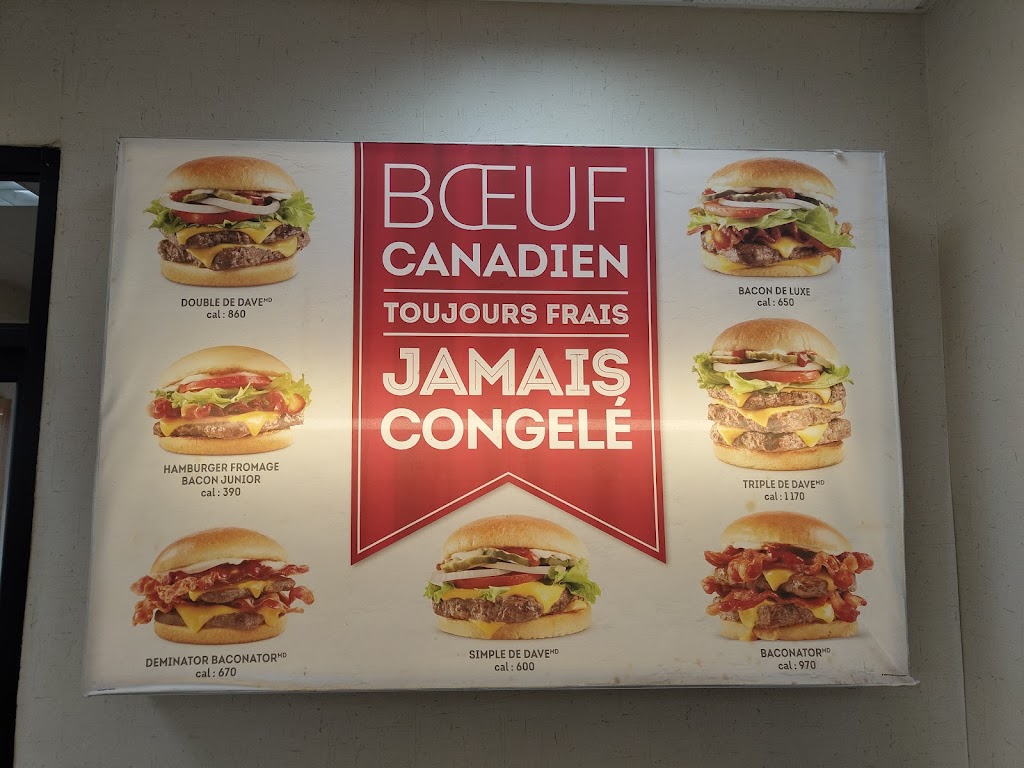 BŒUF
CANADIEN
TOUJOURS FRAIS
JAMAIS
CONGELÉ
DOUBLE DE DAVEᴹᴰ
cal : 860
HAMBURGER FROMAGE
BACON JUNIOR
cal : 390
DEMINATOR BACONATORᴹᴰ
cal : 670
SIMPLE DE DAVEᴹᴰ
cal : 600
BACON DE LUXE
cal : 650
TRIPLE DE DAVEᴹᴰ
cal : 1170
BACONATORᴹᴰ
cal : 970